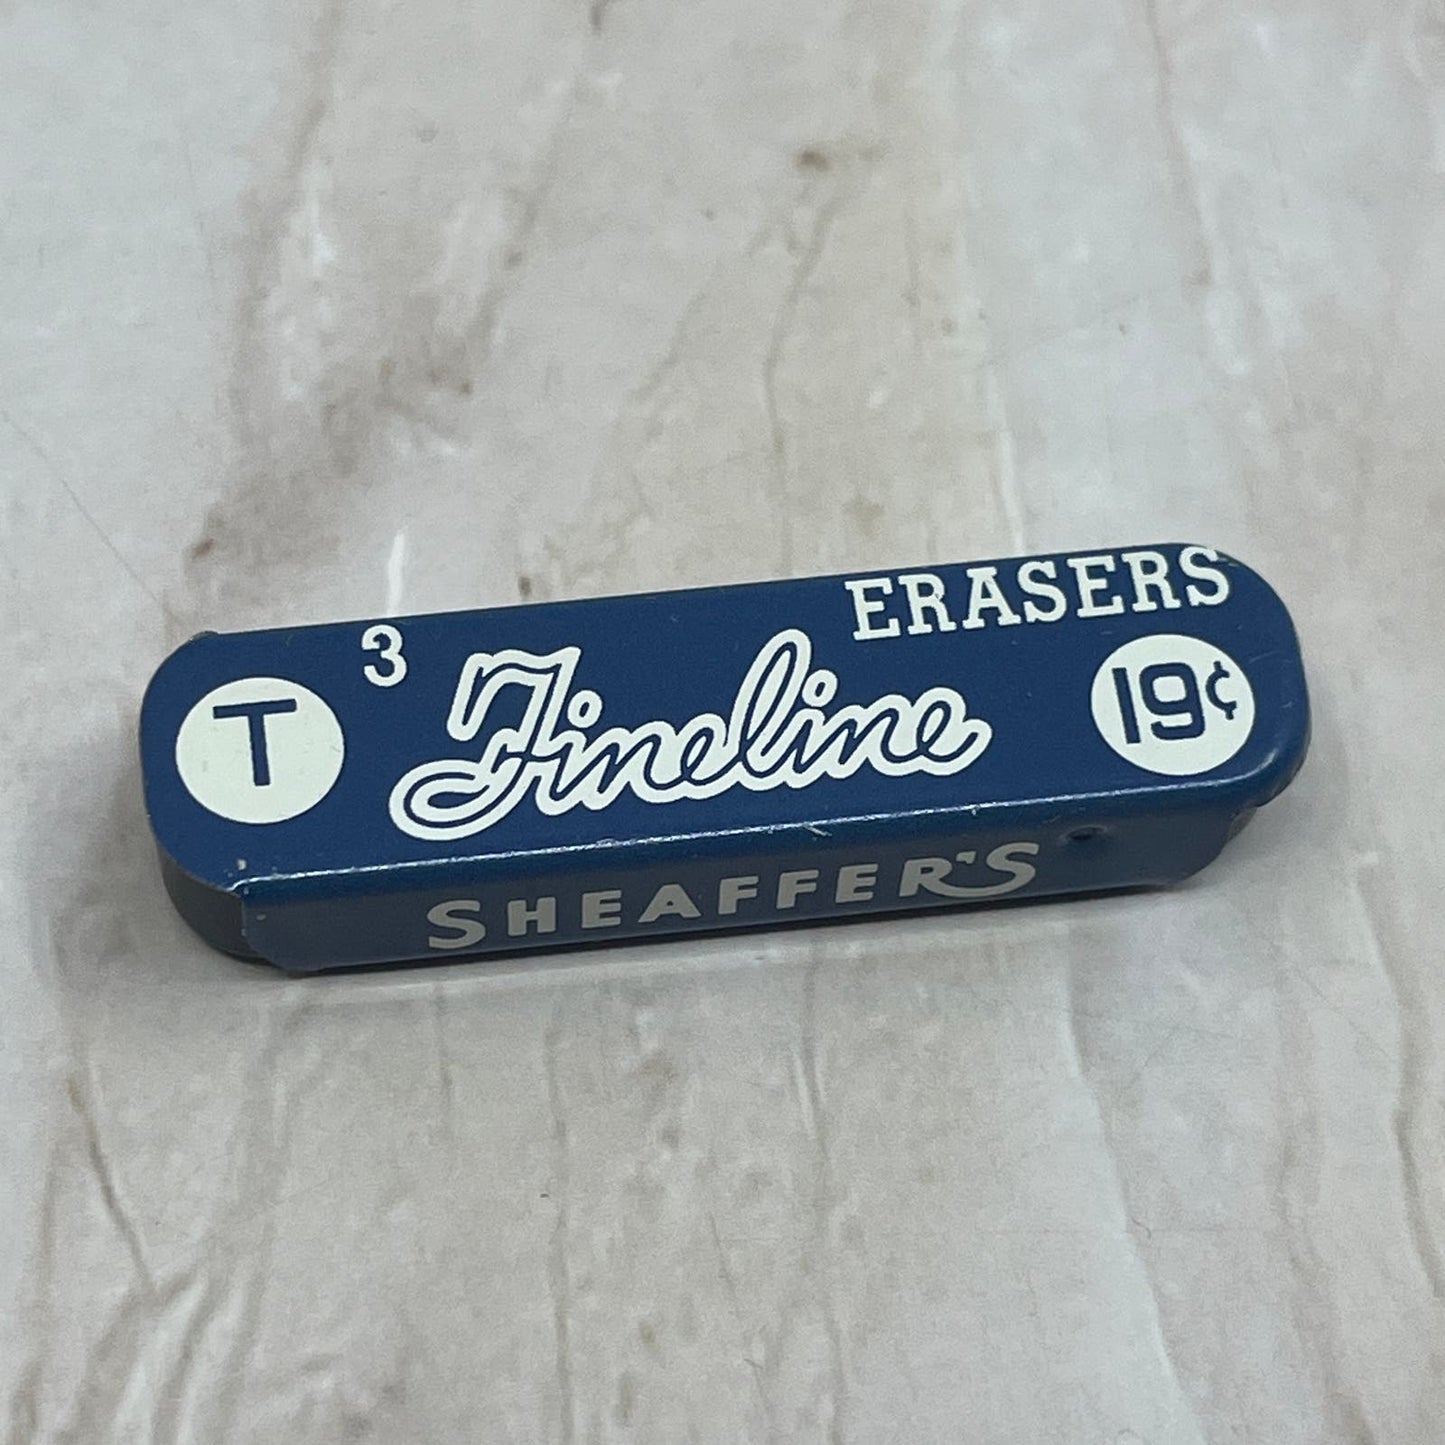 T
3
Fineline
ERASERS
19¢
SHEAFFER'S